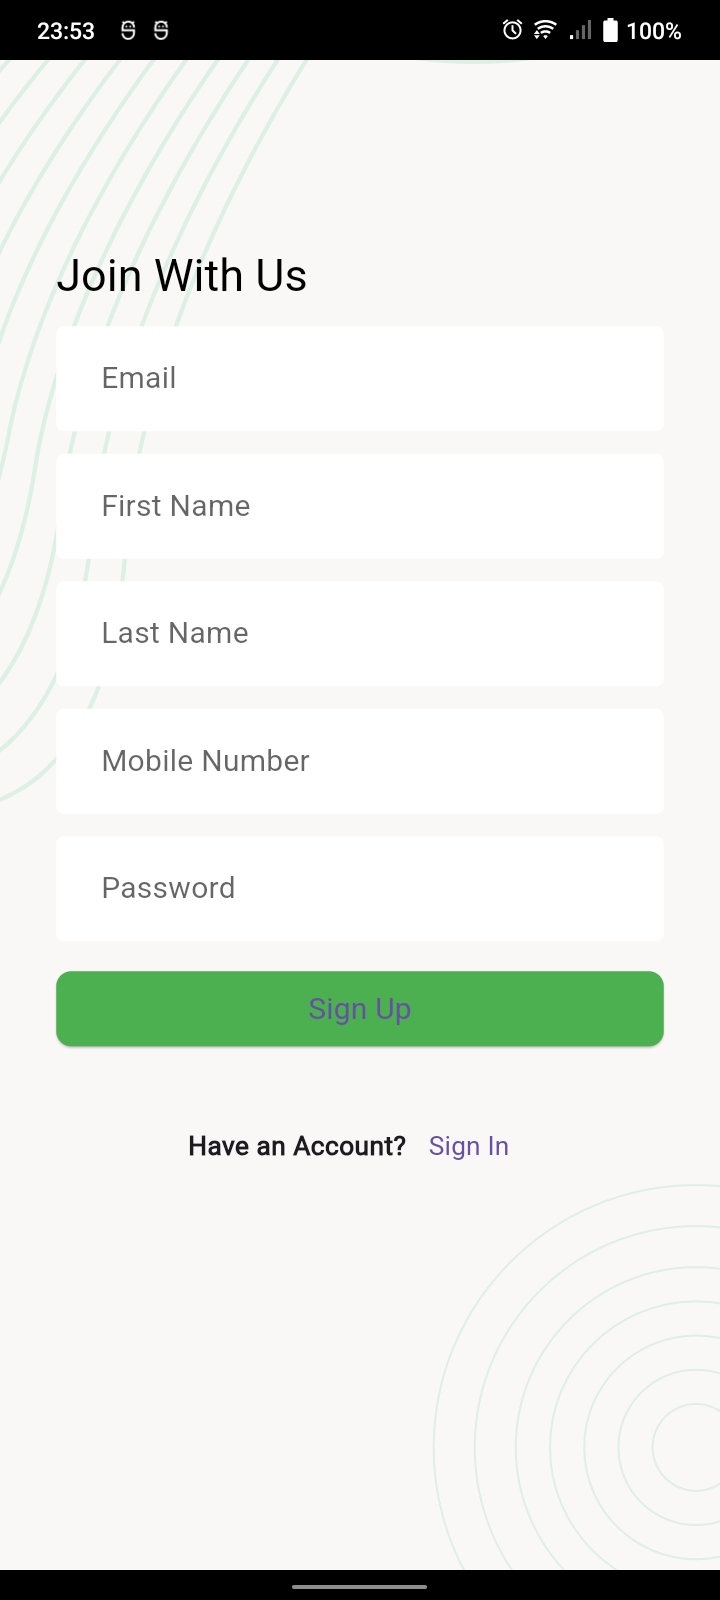 23:53 100%
Join With Us
Email
First Name
Last Name
Mobile Number
Password
Sign Up
Have an Account? Sign In